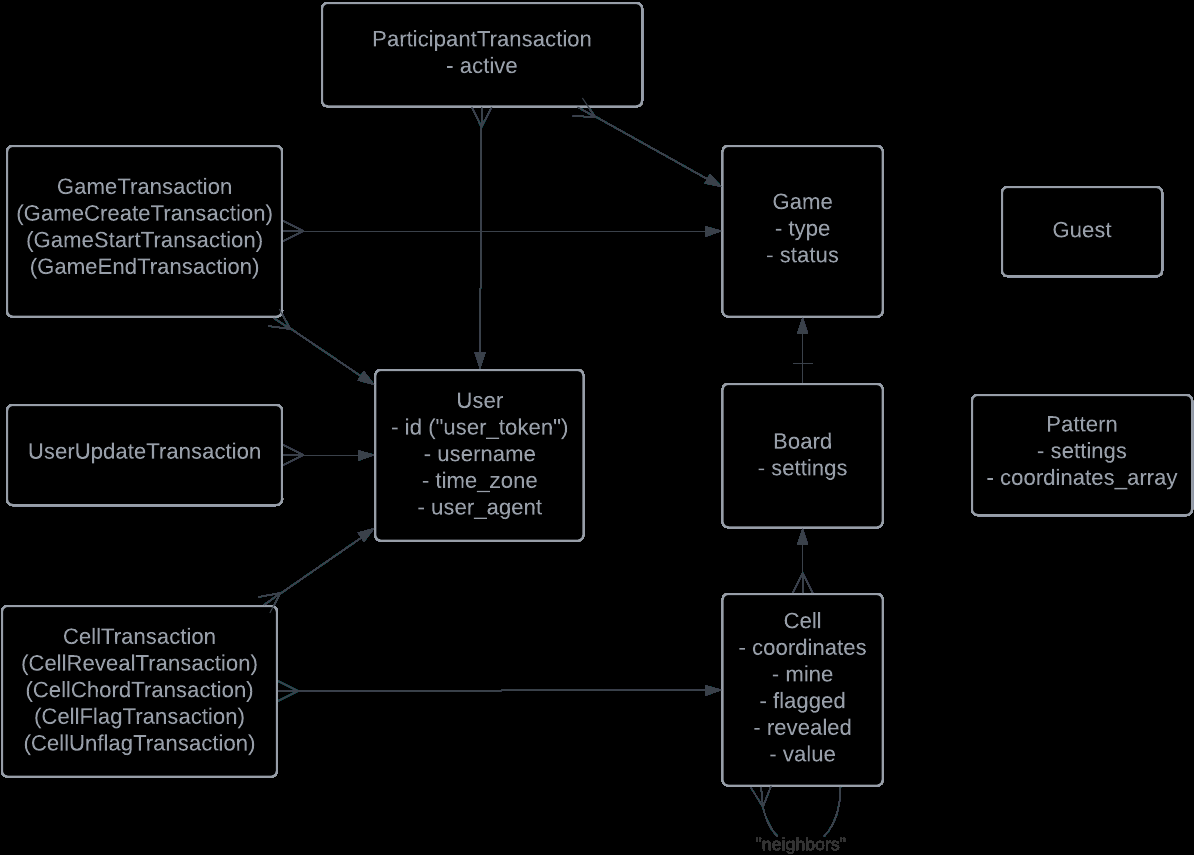 ParticipantTransaction
- active
GameTransaction
(GameCreateTransaction)
(GameStartTransaction)
(GameEndTransaction)
Game
- type
- status
Guest
UserUpdateTransaction
User
- id ("user_token")
- username
- time_zone
- user_agent
Board
- settings
Pattern
- settings
- coordinates_array
CellTransaction
(CellRevealTransaction)
(CellChordTransaction)
(CellFlagTransaction)
(CellUnflagTransaction)
Cell
- coordinates
- mine
- flagged
- revealed
- value
"neighbors"